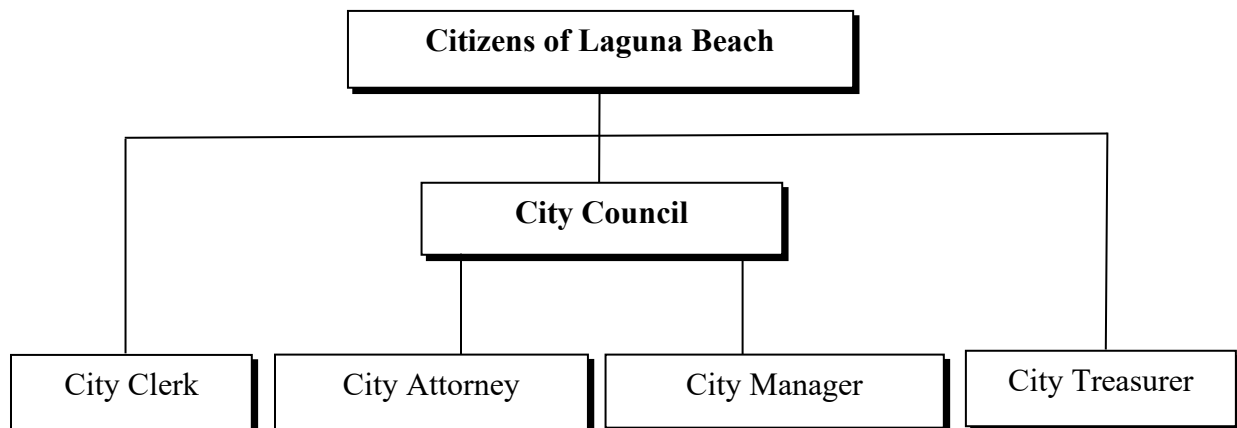 Citizens of Laguna Beach
City Council
City Clerk
City Attorney
City Manager
City Treasurer